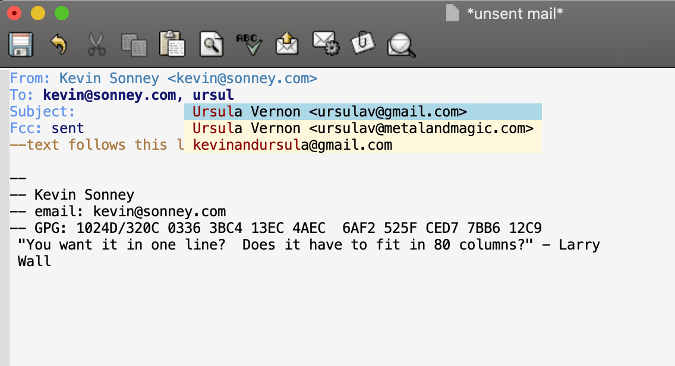 *unsent mail*
ABC
From: Kevin Sonney <kevin@sonney.com>
To: kevin@sonney.com, ursul
Subject:
Ursula Vernon <ursulav@gmail.com>
Fcc: sent
Ursula Vernon <ursulav@metalandmagic.com>
--text follows this l
kevinandursula@gmail.com
--
-- Kevin Sonney
-- email: kevin@sonney.com
-- GPG: 1024D/320C 0336 3BC4 13EC 4AEC  6AF2 525F CED7 7BB6 12C9
"You want it in one line?  Does it have to fit in 80 columns?" - Larry
Wall